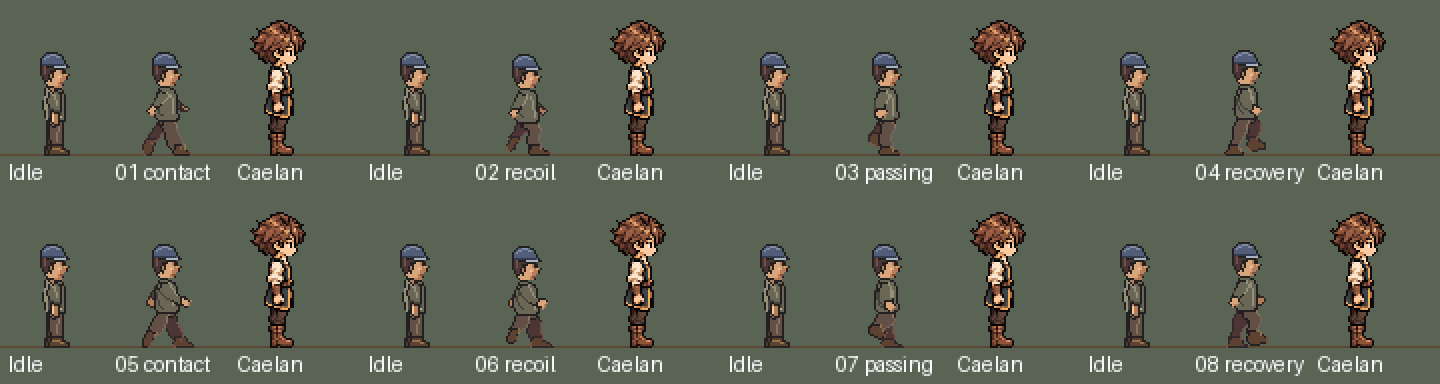 Idle 01 contact Caelan Idle 02 recoil Caelan Idle 03 passing Caelan Idle 04 recovery Caelan
Idle 05 contact Caelan Idle 06 recoil Caelan Idle 07 passing Caelan Idle 08 recovery Caelan